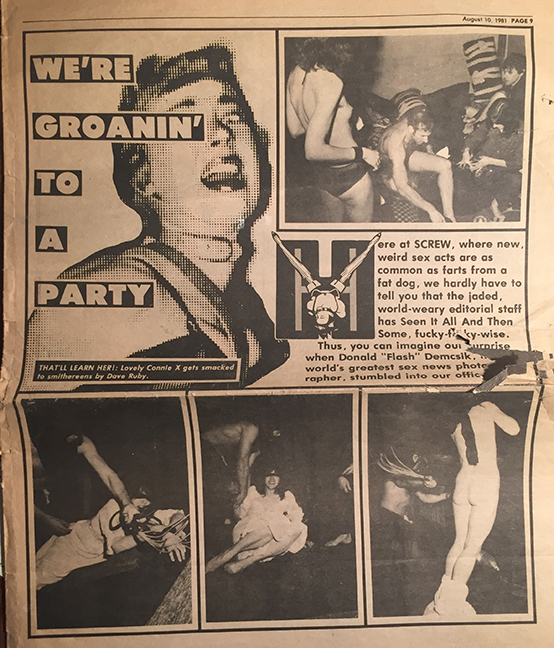 August 10, 1981 PAGE 9
WE'RE
GROANIN'
TO
A
PARTY
THAT'LL LEARN HER!: Lovely Connie X gets smacked
to smithereens by Dave Ruby.
Here at SCREW, where new,
weird sex acts are as
common as farts from a
fat dog, we hardly have to
tell you that the jaded,
world-weary editorial staff
has Seen It All And Then
Some, fucky-fucky-wise.
Thus, you can imagine our surprise
when Donald "Flash" Demcsik,
world's greatest sex news photog-
rapher, stumbled into our